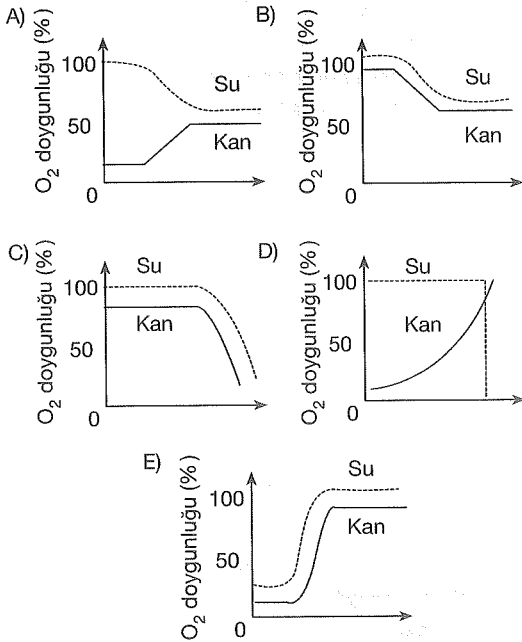 A)
O₂ doygunluğu (%)
100
50
0
Su
Kan
B)
O₂ doygunluğu (%)
100
50
0
Su
Kan
C)
O₂ doygunluğu (%)
100
50
0
Su
Kan
D)
O₂ doygunluğu (%)
100
50
0
Su
Kan
E)
O₂ doygunluğu (%)
100
50
0
Su
Kan